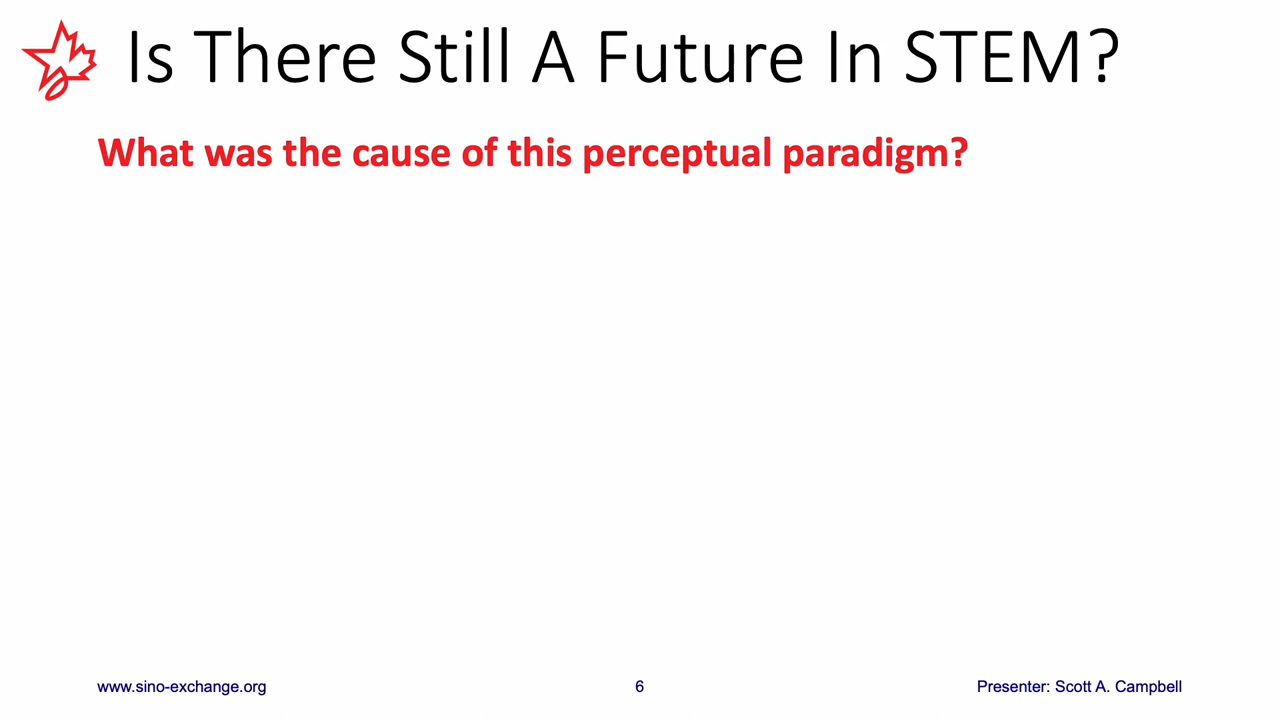 Is There Still A Future In STEM?
What was the cause of this perceptual paradigm?
www.sino-exchange.org
6
Presenter: Scott A. Campbell